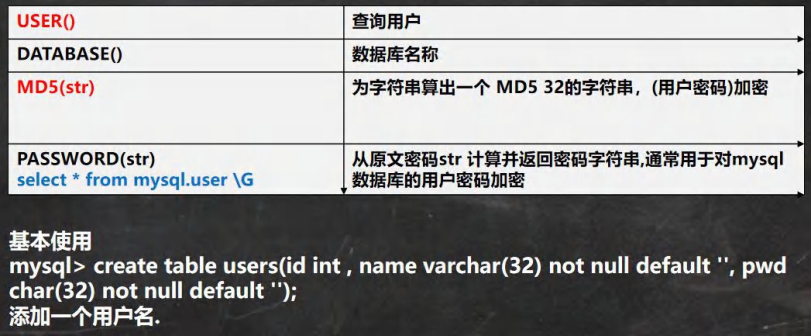 USER() 查询用户
DATABASE() 数据库名称
MD5(str) 为字符串算出一个 MD5 32的字符串，(用户密码)加密
PASSWORD(str) 从原文密码str 计算并返回密码字符串,通常用于对mysql
select * from mysql.user \G 数据库的用户密码加密
基本使用
mysql> create table users(id int , name varchar(32) not null default '', pwd
char(32) not null default '');
添加一个用户名.